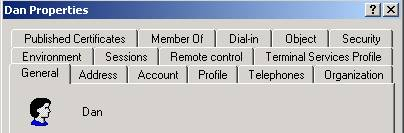 Dan Properties
Published Certificates Member Of Dial-in Object Security
Environment Sessions Remote control Terminal Services Profile
General Address Account Profile Telephones Organization
Dan